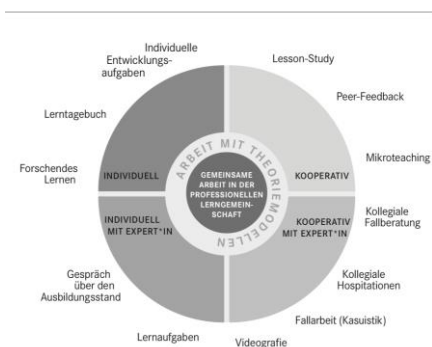 Individuelle
Entwicklungs-
aufgaben
Lerntagebuch
Forschendes
Lernen
Lesson-Study
Peer-Feedback
Mikroteaching
INDIVIDUELL
KOOPERATIV
ARBEIT MIT THEORIE
MODELLEN
GEMEINSAME
ARBEIT IN DER
PROFESSIONELLEN
LERNGEMEIN-
SCHAFT
INDIVIDUELL
MIT EXPERT*IN
KOOPERATIV
MIT EXPERT*IN
Kollegiale
Fallberatung
Kollegiale
Hospitationen
Fallarbeit (Kasuistik)
Videografie
Gespräch
über den
Ausbildungsstand
Lernaufgaben